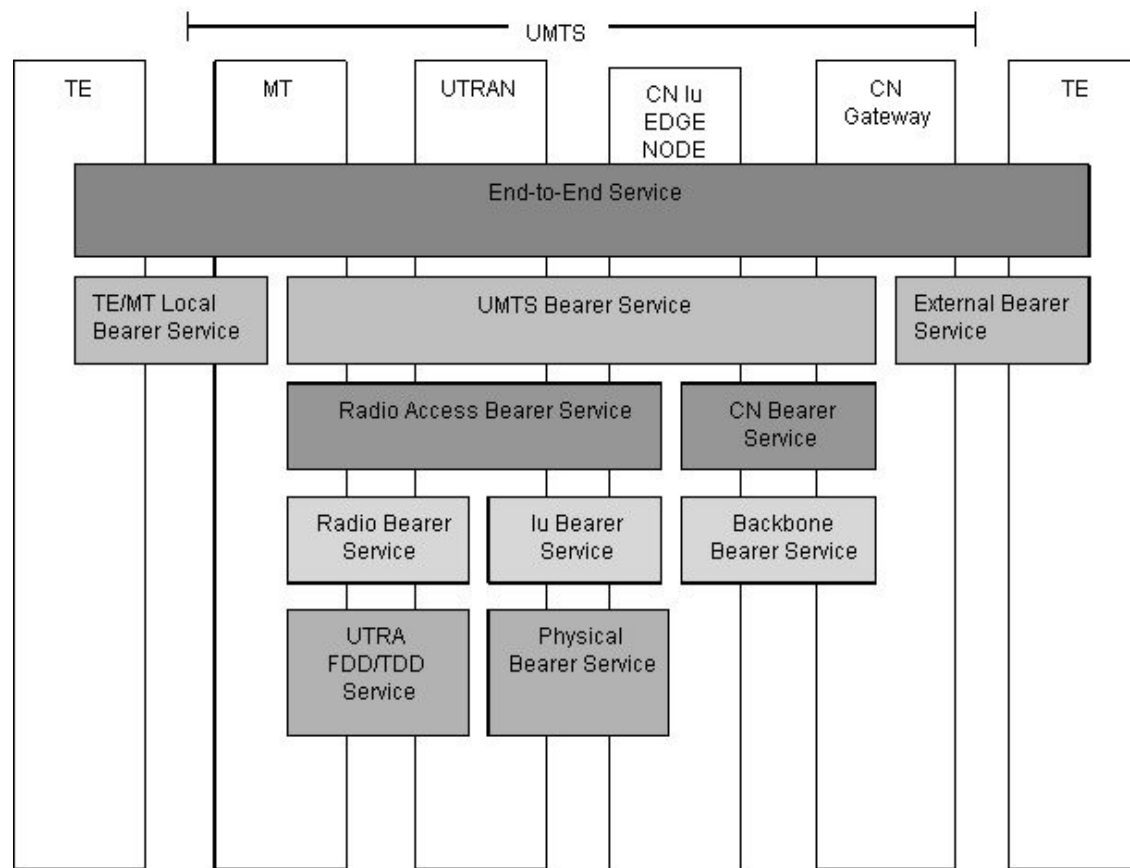 UMTS
TE
MT
UTRAN
CN Iu
EDGE
NODE
CN
Gateway
TE
End-to-End Service
TE/MT Local
Bearer Service
UMTS Bearer Service
External Bearer
Service
Radio Access Bearer Service
CN Bearer
Service
Radio Bearer
Service
Iu Bearer
Service
Backbone
Bearer Service
UTRA
FDD/TDD
Service
Physical
Bearer Service